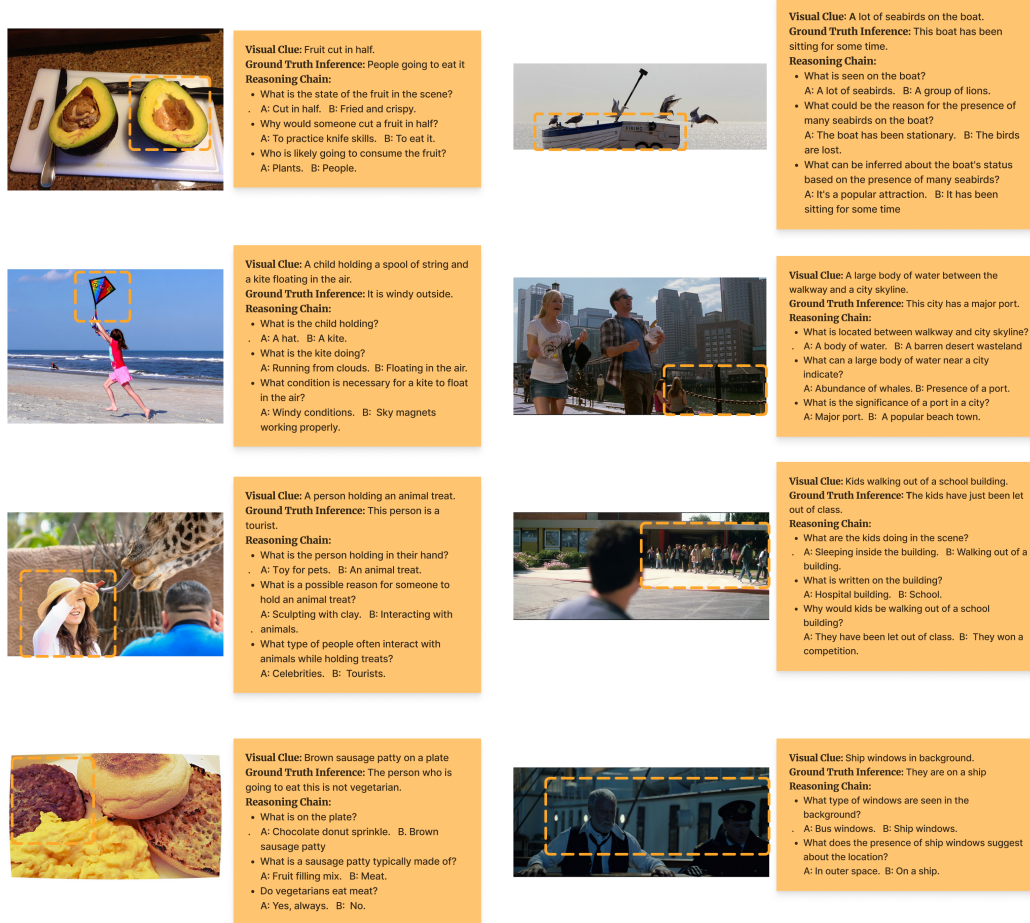 Visual Clue: Fruit cut in half.
Ground Truth Inference: People going to eat it
Reasoning Chain:
• What is the state of the fruit in the scene?
. A: Cut in half. B: Fried and crispy.
• Why would someone cut a fruit in half?
A: To practice knife skills. B: To eat it.
• Who is likely going to consume the fruit?
A: Plants. B: People.
Visual Clue: A lot of seabirds on the boat.
Ground Truth Inference: This boat has been
sitting for some time.
Reasoning Chain:
• What is seen on the boat?
A: A lot of seabirds. B: A group of lions.
• What could be the reason for the presence of
many seabirds on the boat?
A: The boat has been stationary. B: The birds
are lost.
• What can be inferred about the boat's status
based on the presence of many seabirds?
A: It's a popular attraction. B: It has been
sitting for some time
Visual Clue: A child holding a spool of string and
a kite floating in the air.
Ground Truth Inference: It is windy outside.
Reasoning Chain:
• What is the child holding?
. A: A hat. B: A kite.
• What is the kite doing?
A: Running from clouds. B: Floating in the air.
• What condition is necessary for a kite to float
in the air?
A: Windy conditions. B: Sky magnets
working properly.
Visual Clue: A large body of water between the
walkway and a city skyline.
Ground Truth Inference: This city has a major port.
Reasoning Chain:
• What is located between walkway and city skyline?
. A: A body of water. B: A barren desert wasteland
• What can a large body of water near a city
indicate?
A: Abundance of whales. B: Presence of a port.
• What is the significance of a port in a city?
A: Major port. B: A popular beach town.
Visual Clue: A person holding an animal treat.
Ground Truth Inference: This person is a
tourist.
Reasoning Chain:
• What is the person holding in their hand?
. A: Toy for pets. B: An animal treat.
• What is a possible reason for someone to
hold an animal treat?
A: Sculpting with clay. B: Interacting with
. animals.
• What type of people often interact with
animals while holding treats?
A: Celebrities. B: Tourists.
Visual Clue: Kids walking out of a school building.
Ground Truth Inference: The kids have just been let
out of class.
Reasoning Chain:
• What are the kids doing in the scene?
. A: Sleeping inside the building. B: Walking out of a
building.
• What is written on the building?
A: Hospital building. B: School.
• Why would kids be walking out of a school
building?
A: They have been let out of class. B: They won a
competition.
Visual Clue: Brown sausage patty on a plate
Ground Truth Inference: The person who is
going to eat this is not vegetarian.
Reasoning Chain:
• What is on the plate?
. A: Chocolate donut sprinkle. B. Brown
sausage patty
• What is a sausage patty typically made of?
A: Fruit filling mix. B: Meat.
• Do vegetarians eat meat?
A: Yes, always. B: No.
Visual Clue: Ship windows in background.
Ground Truth Inference: They are on a ship
Reasoning Chain:
• What type of windows are seen in the
background?
. A: Bus windows. B: Ship windows.
• What does the presence of ship windows suggest
about the location?
A: In outer space. B: On a ship.